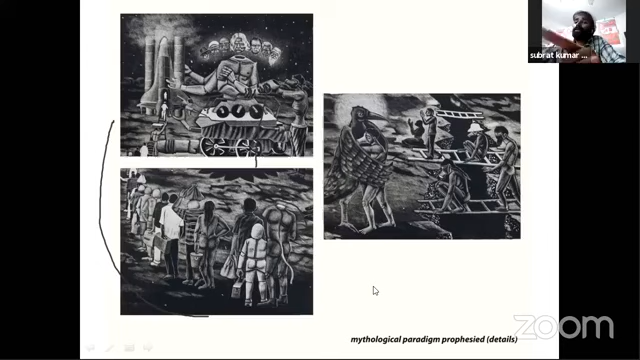 subrat kumar ...
mythological paradigm prophesied (details)
zoom